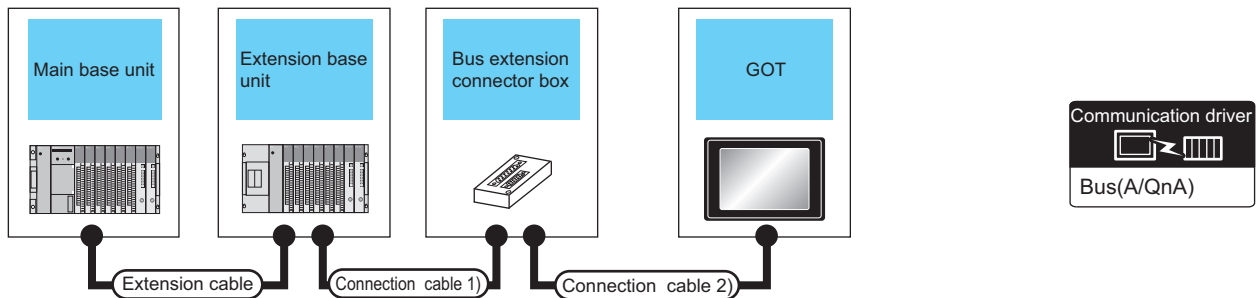 Main base unit
Extension base
unit
Bus extension
connector box
GOT
Communication driver
Bus(A/QnA)
Extension cable
Connection cable 1)
Connection cable 2)